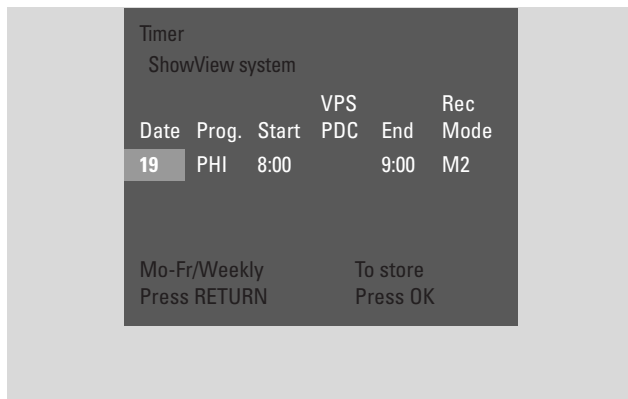 Timer
ShowView system
VPS Rec
Date Prog. Start PDC End Mode
19 PHI 8:00 9:00 M2
Mo-Fr/Weekly To store
Press RETURN Press OK